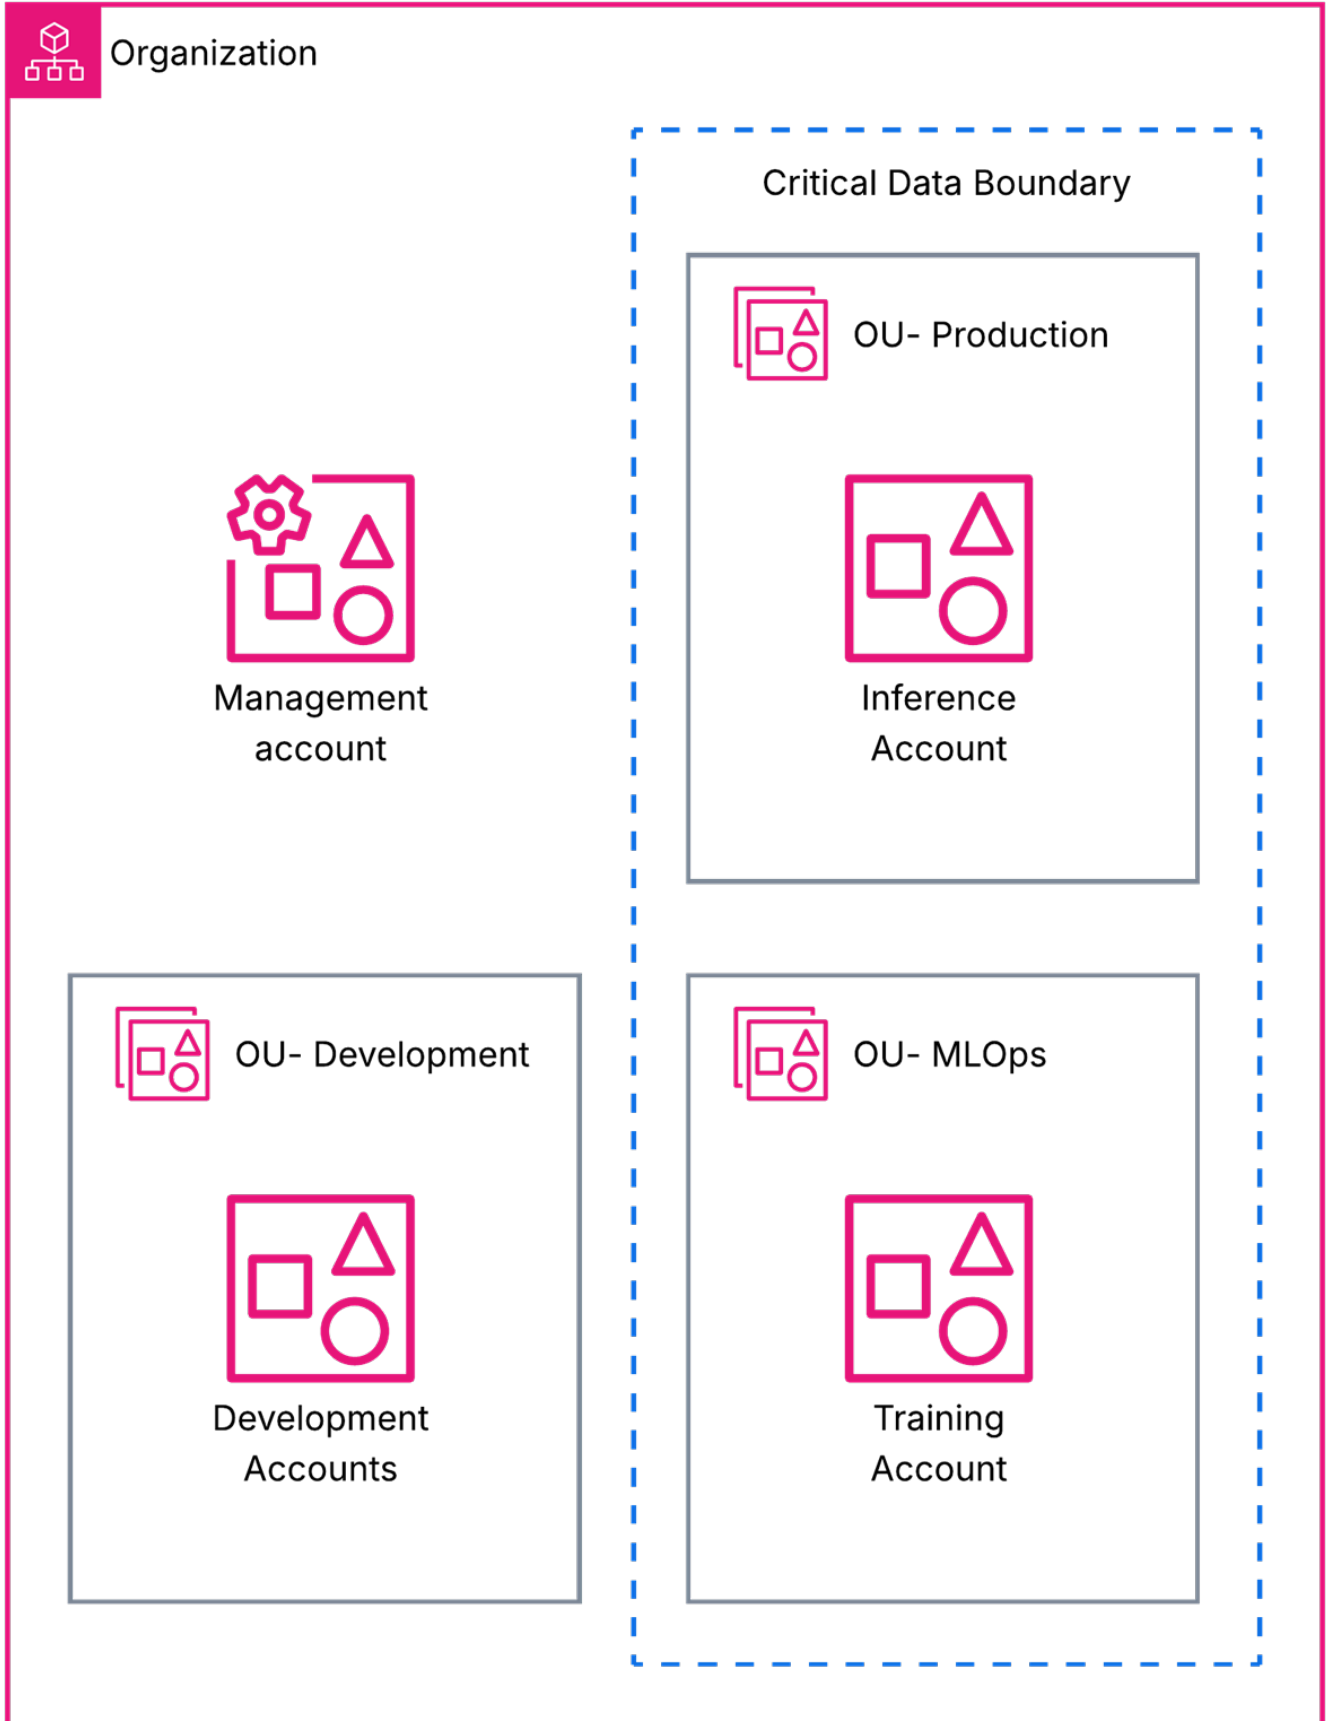 Organization
Critical Data Boundary
OU- Production
Management
account
Inference
Account
OU- Development
OU- MLOps
Development
Accounts
Training
Account